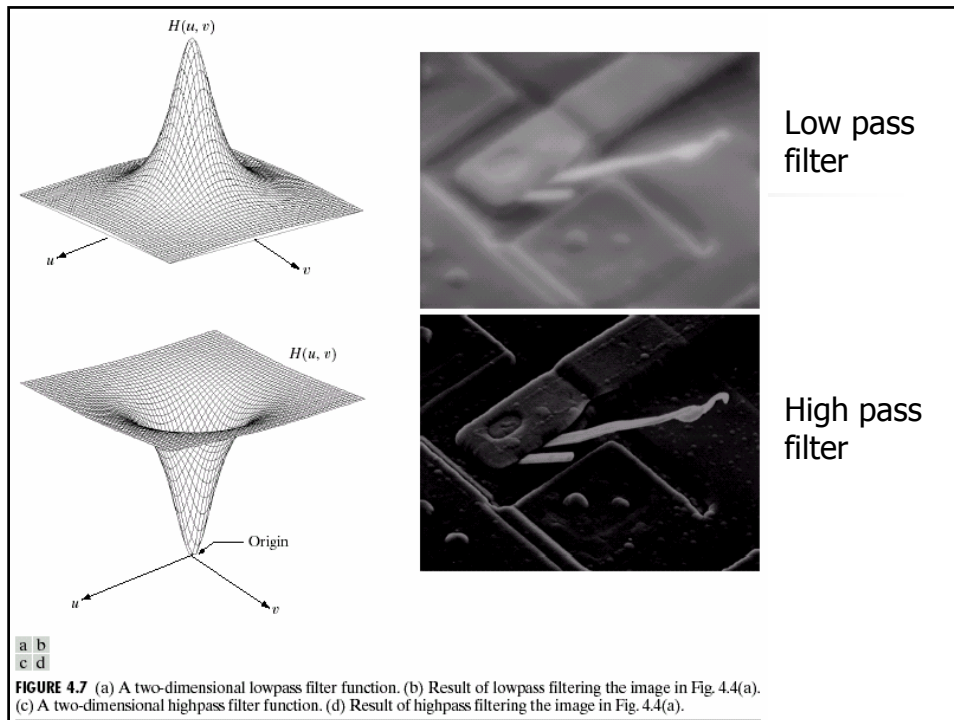 H(u, v)
u
v
Low pass
filter
H(u, v)
Origin
u
v
High pass
filter
a b
c d
FIGURE 4.7 (a) A two-dimensional lowpass filter function. (b) Result of lowpass filtering the image in Fig. 4.4(a).
(c) A two-dimensional highpass filter function. (d) Result of highpass filtering the image in Fig. 4.4(a).